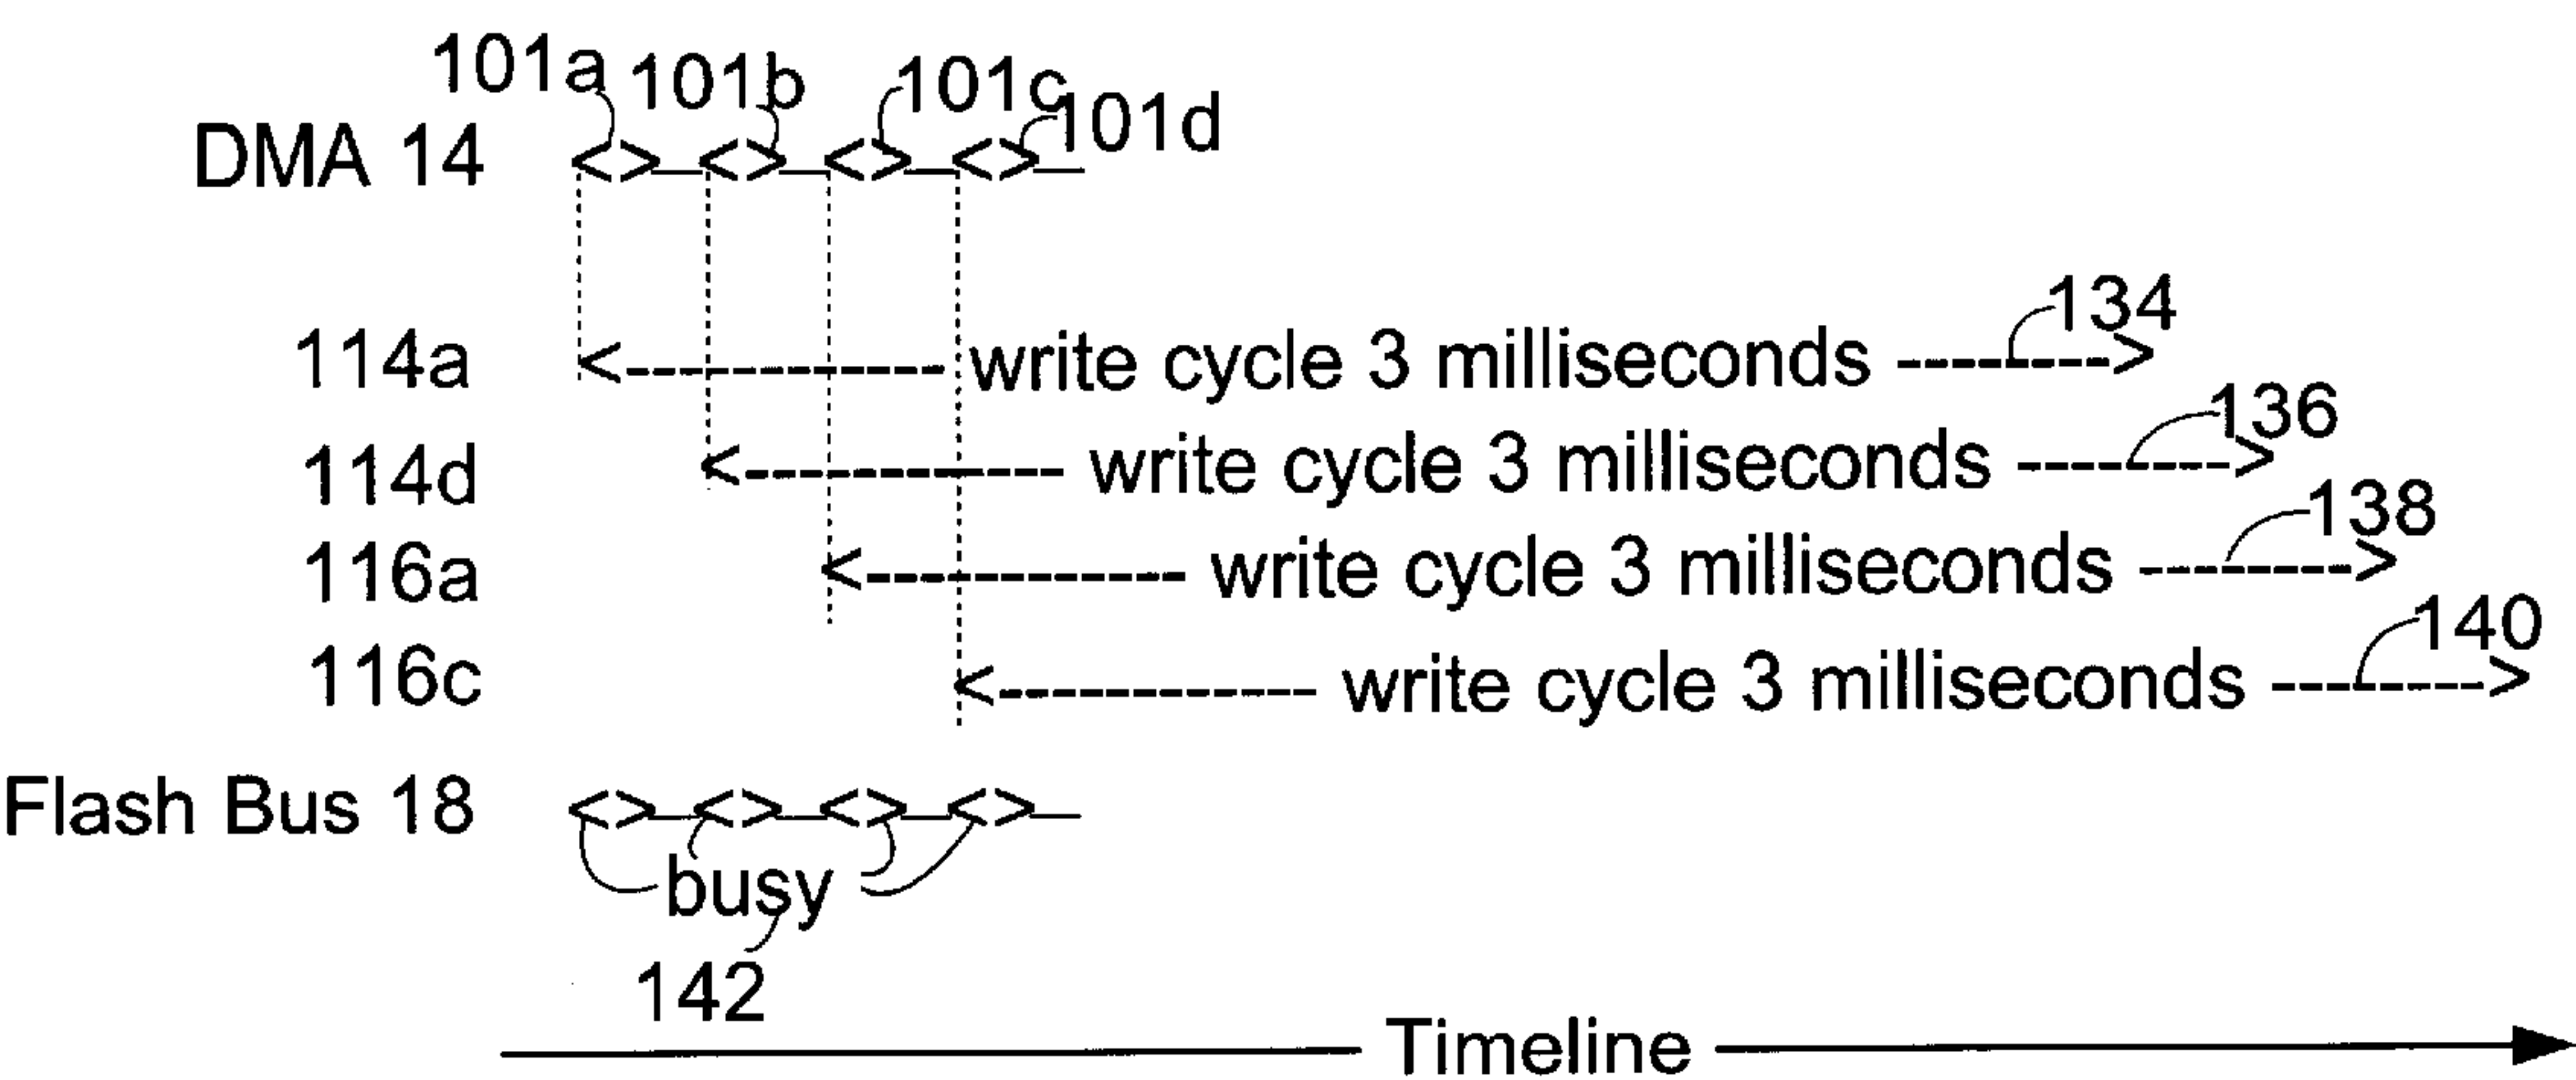 101a 101b 101c 101d
DMA 14 <> <> <> <>
134
114a <------------ write cycle 3 milliseconds -------->
136
114d <------------ write cycle 3 milliseconds -------->
138
116a <------------ write cycle 3 milliseconds -------->
140
116c <------------ write cycle 3 milliseconds -------->
Flash Bus 18 <> <> <> <>
busy
142
Timeline